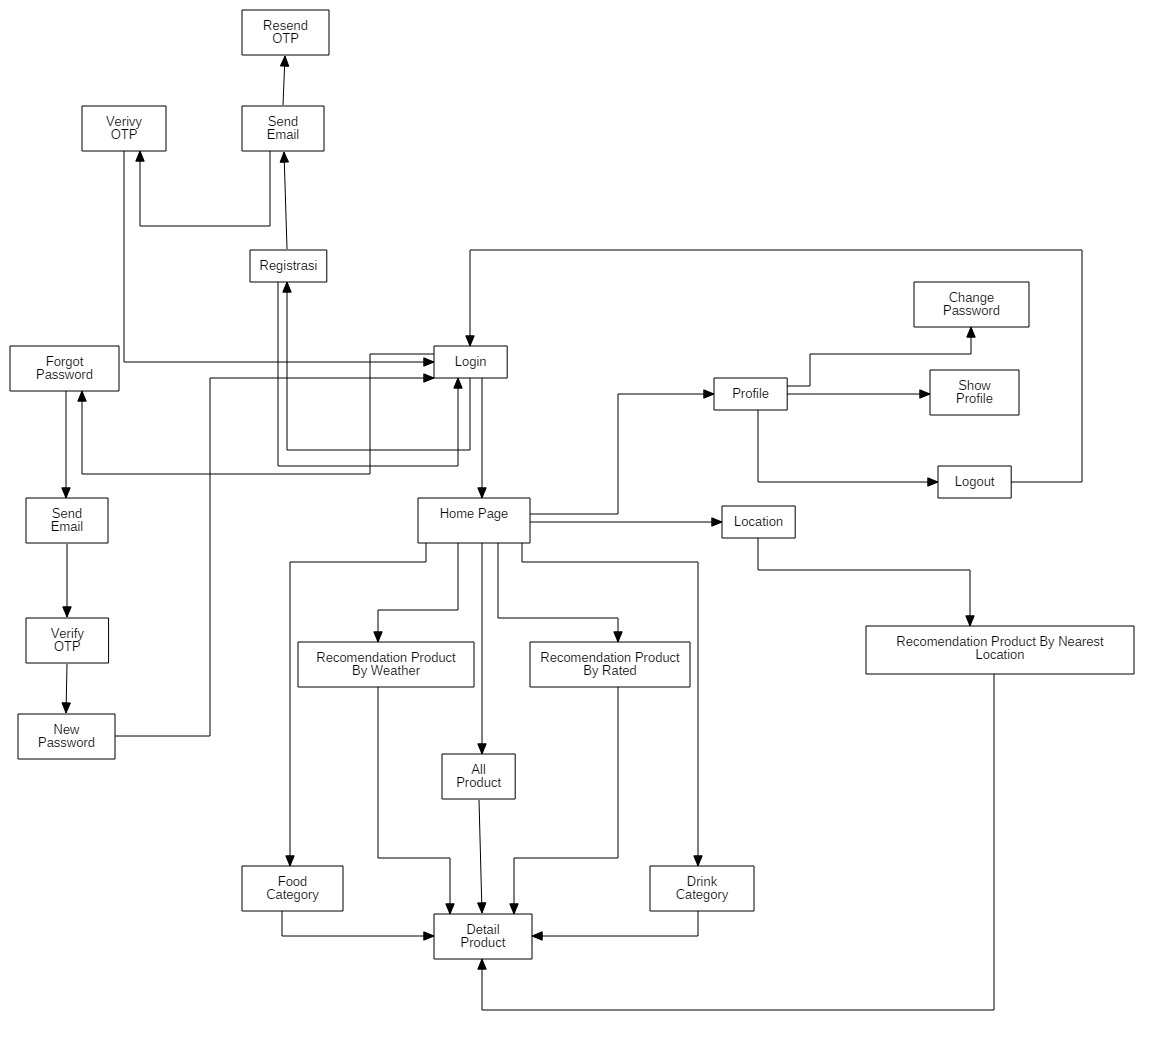 Resend
OTP
Verivy
OTP
Send
Email
Registrasi
Change
Password
Forgot
Password
Login
Profile
Show
Profile
Logout
Send
Email
Home Page
Location
Verify
OTP
Recomendation Product
By Weather
Recomendation Product
By Rated
Recomendation Product By Nearest
Location
New
Password
All
Product
Food
Category
Drink
Category
Detail
Product